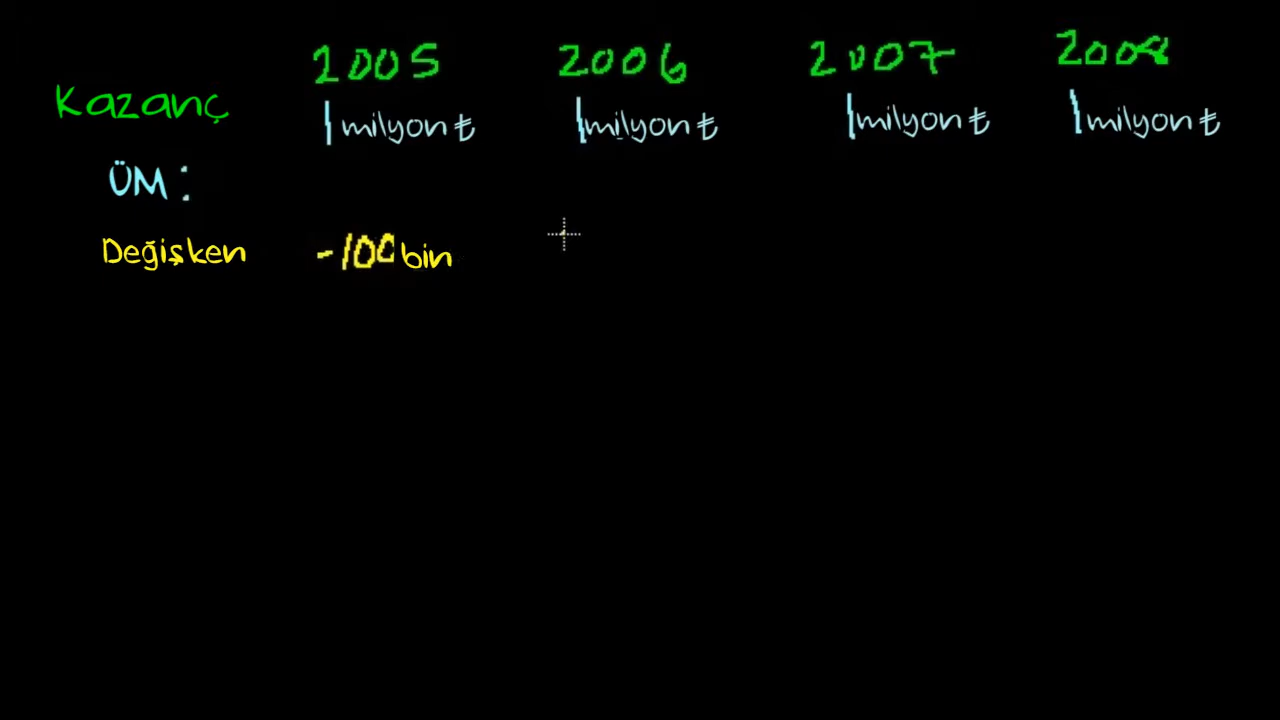 2005 2006 2007 2008
Kazanç 1 milyon ₺ 1 milyon ₺ 1 milyon ₺ 1 milyon ₺
ÜM:
Değişken -100 bin